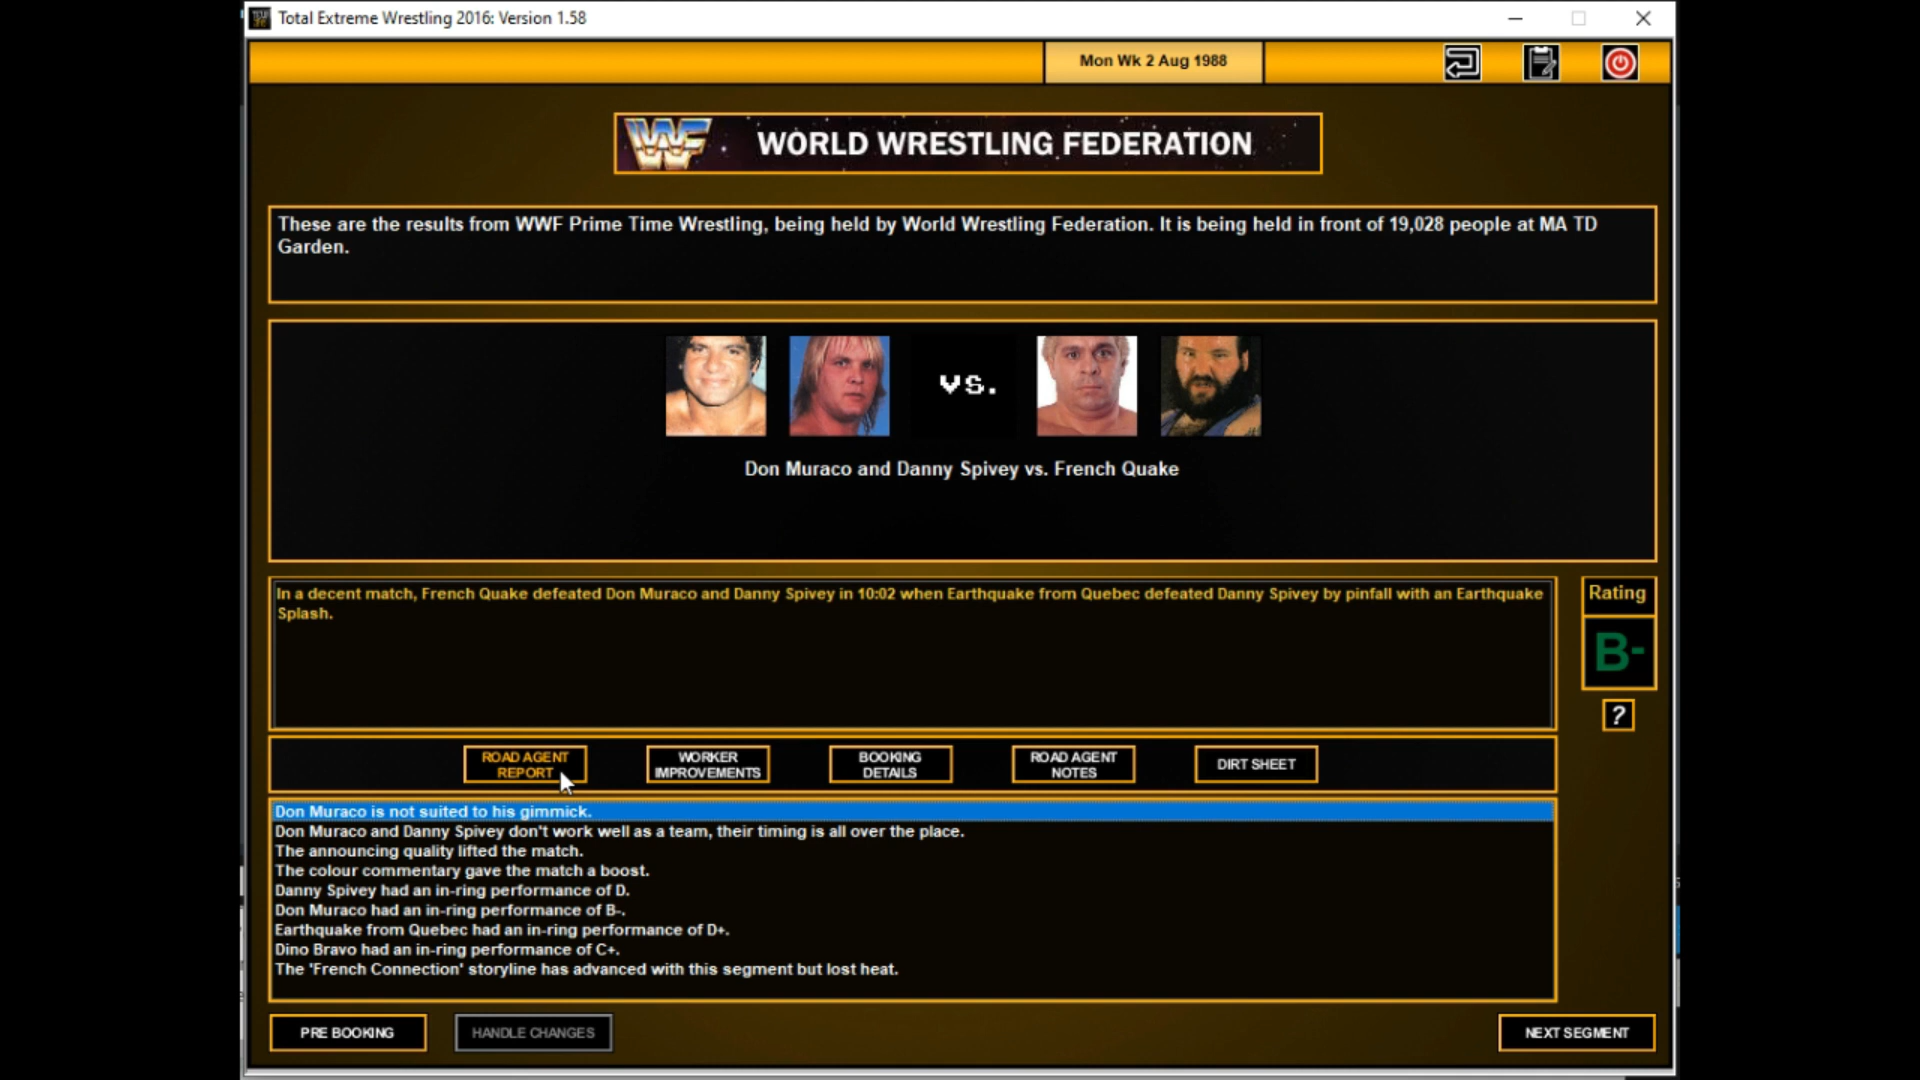 Total Extreme Wrestling 2016: Version 1.58
Mon Wk 2 Aug 1988
WWF WORLD WRESTLING FEDERATION
These are the results from WWF Prime Time Wrestling, being held by World Wrestling Federation. It is being held in front of 19,028 people at MA TD
Garden.
vs.
Don Muraco and Danny Spivey vs. French Quake
In a decent match, French Quake defeated Don Muraco and Danny Spivey in 10:02 when Earthquake from Quebec defeated Danny Spivey by pinfall with an Earthquake
Splash.
Rating
B-
?
ROAD AGENT
REPORT
WORKER
IMPROVEMENTS
BOOKING
DETAILS
ROAD AGENT
NOTES
DIRT SHEET
Don Muraco is not suited to his gimmick.
Don Muraco and Danny Spivey don't work well as a team, their timing is all over the place.
The announcing quality lifted the match.
The colour commentary gave the match a boost.
Danny Spivey had an in-ring performance of D.
Don Muraco had an in-ring performance of B-.
Earthquake from Quebec had an in-ring performance of D+.
Dino Bravo had an in-ring performance of C+.
The 'French Connection' storyline has advanced with this segment but lost heat.
PRE BOOKING
HANDLE CHANGES
NEXT SEGMENT